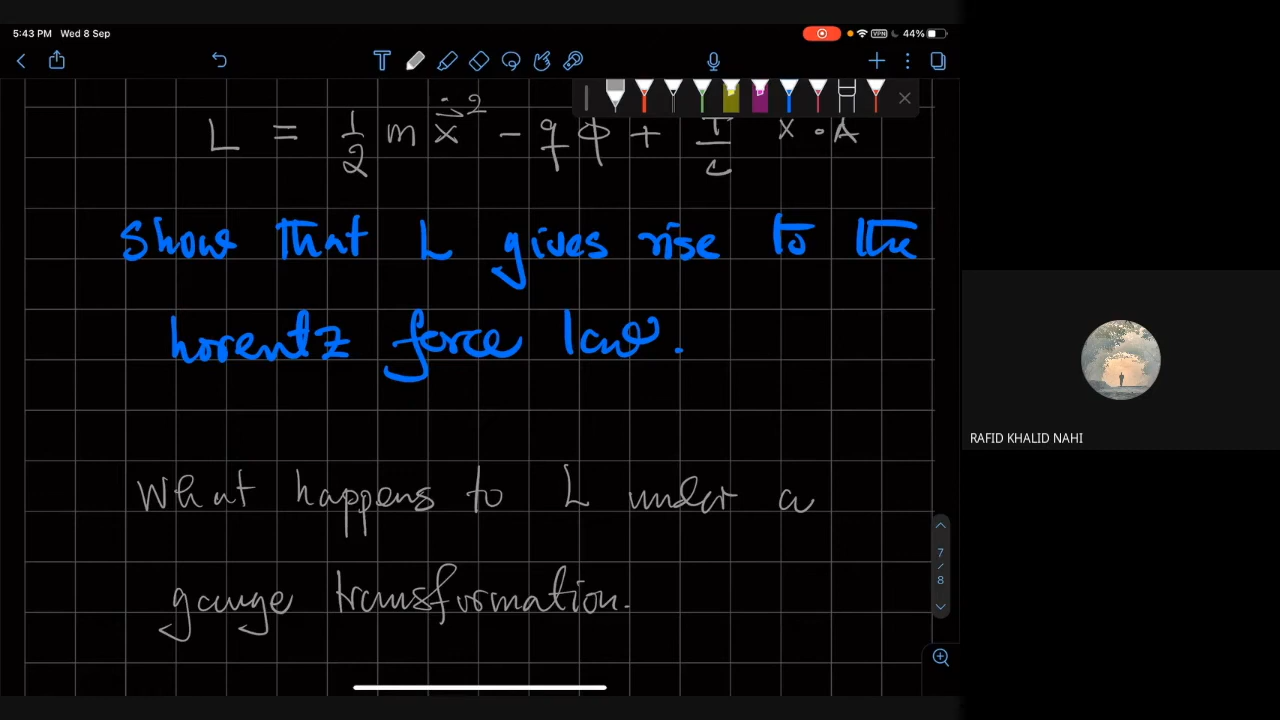 5:43 PM Wed 8 Sep
VPN 44%
L = 1/2 m ẋ² - qϕ + /c x · A
Show that L gives rise to the
Lorentz force law.
What happens to L under a
gauge transformation.
7
/
8
RAFID KHALID NAHI